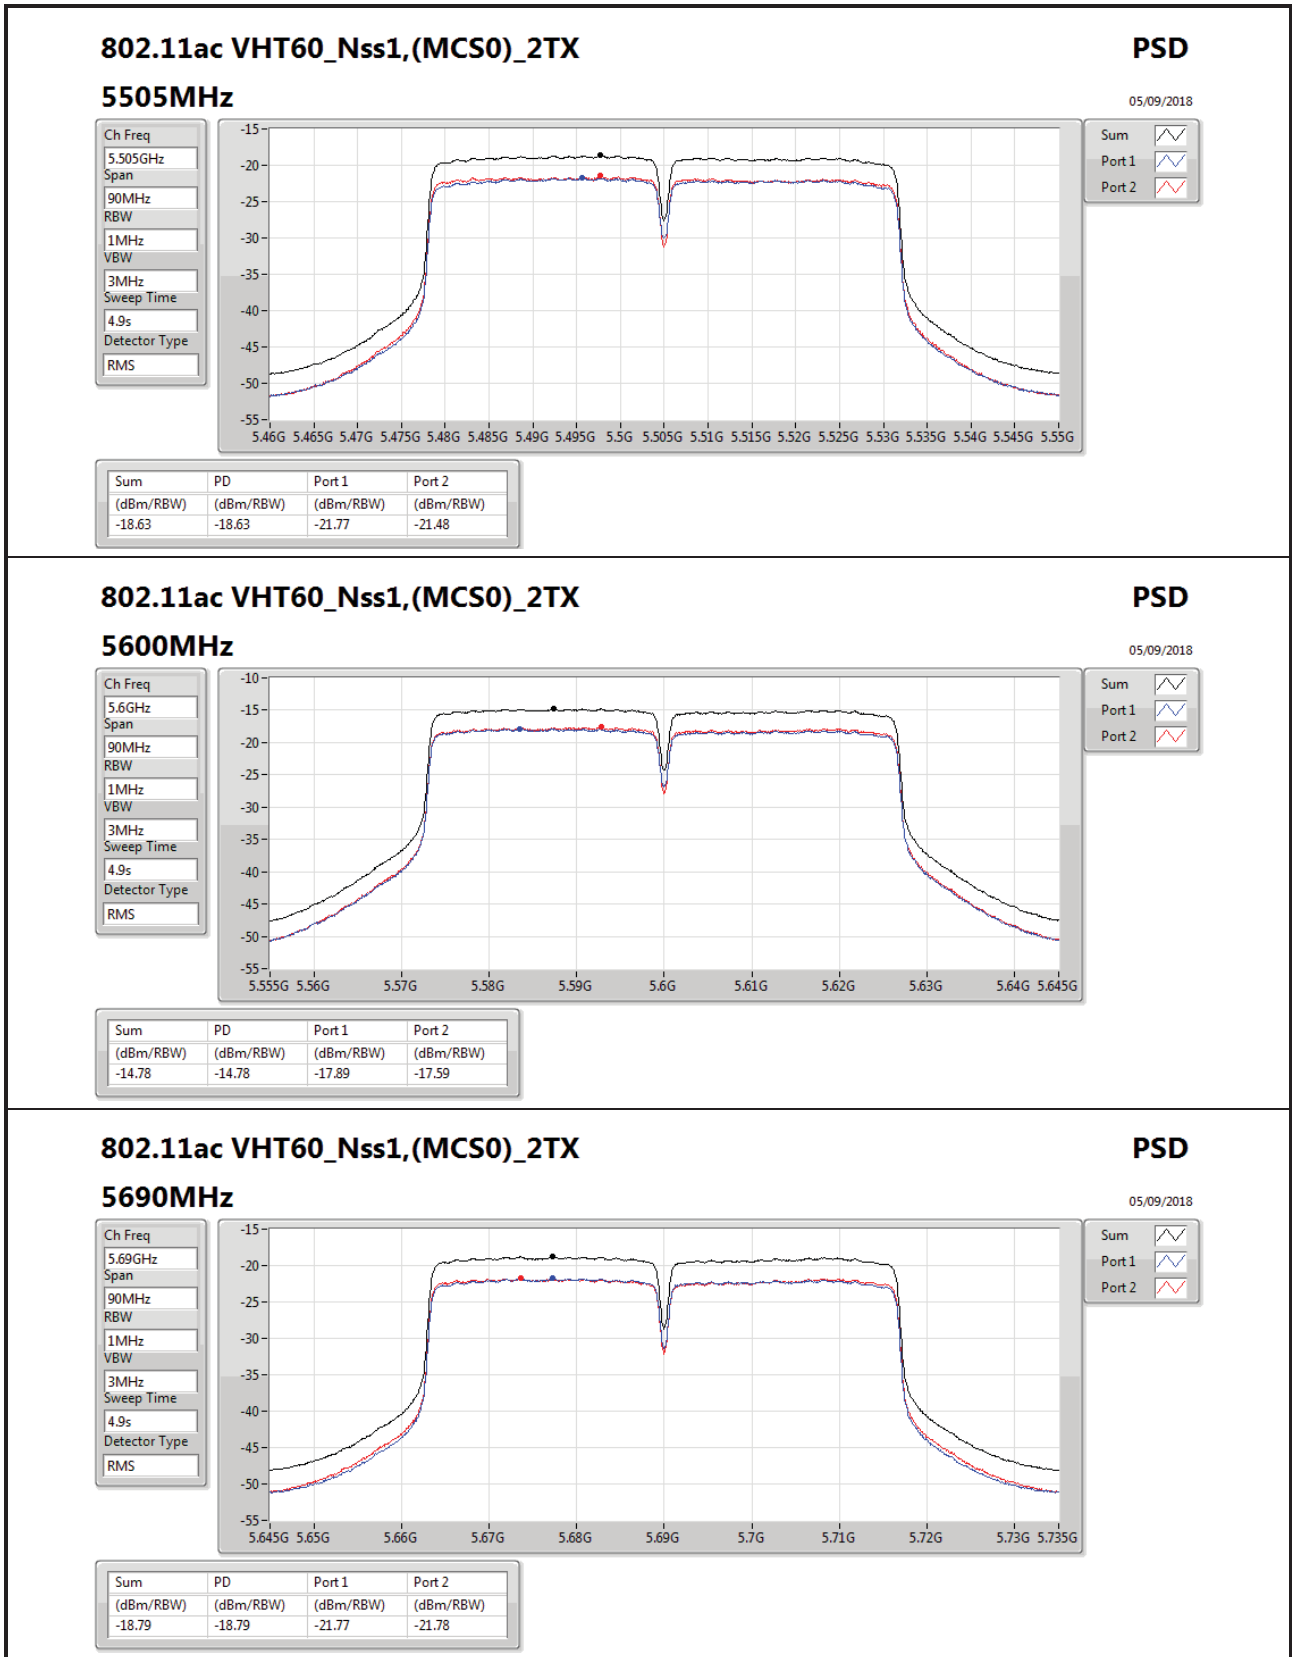 802.11ac VHT60_Nss1,(MCS0)_2TX PSD
5505MHz 05/09/2018
Ch Freq
5.505GHz
Span
90MHz
RBW
1MHz
VBW
3MHz
Sweep Time
4.9s
Detector Type
RMS
-15
-20
-25
-30
-35
-40
-45
-50
-55
5.46G 5.465G 5.47G 5.475G 5.48G 5.485G 5.49G 5.495G 5.5G 5.505G 5.51G 5.515G 5.52G 5.525G 5.53G 5.535G 5.54G 5.545G 5.55G
Sum
Port 1
Port 2
Sum PD Port 1 Port 2
(dBm/RBW) (dBm/RBW) (dBm/RBW) (dBm/RBW)
-18.63 -18.63 -21.77 -21.48
802.11ac VHT60_Nss1,(MCS0)_2TX PSD
5600MHz 05/09/2018
Ch Freq
5.6GHz
Span
90MHz
RBW
1MHz
VBW
3MHz
Sweep Time
4.9s
Detector Type
RMS
-10
-15
-20
-25
-30
-35
-40
-45
-50
-55
5.555G 5.56G 5.57G 5.58G 5.59G 5.6G 5.61G 5.62G 5.63G 5.64G 5.645G
Sum
Port 1
Port 2
Sum PD Port 1 Port 2
(dBm/RBW) (dBm/RBW) (dBm/RBW) (dBm/RBW)
-14.78 -14.78 -17.89 -17.59
802.11ac VHT60_Nss1,(MCS0)_2TX PSD
5690MHz 05/09/2018
Ch Freq
5.69GHz
Span
90MHz
RBW
1MHz
VBW
3MHz
Sweep Time
4.9s
Detector Type
RMS
-15
-20
-25
-30
-35
-40
-45
-50
-55
5.645G 5.65G 5.66G 5.67G 5.68G 5.69G 5.7G 5.71G 5.72G 5.73G 5.735G
Sum
Port 1
Port 2
Sum PD Port 1 Port 2
(dBm/RBW) (dBm/RBW) (dBm/RBW) (dBm/RBW)
-18.79 -18.79 -21.77 -21.78